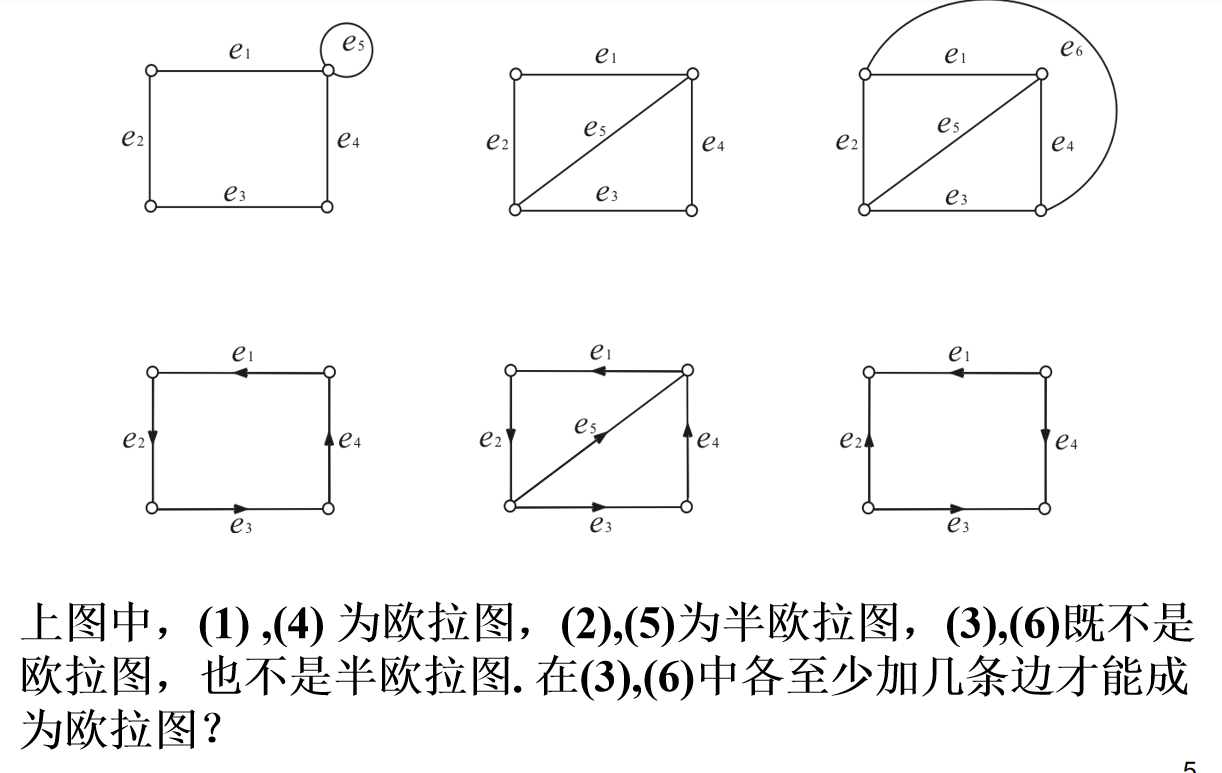 e1
e5
e2
e4
e3
e1
e2
e5
e4
e3
e6
e1
e2
e5
e4
e3
e1
e2
e4
e3
e1
e2
e5
e4
e3
e1
e2
e4
e3
上图中，(1) ,(4) 为欧拉图，(2),(5)为半欧拉图，(3),(6)既不是
欧拉图，也不是半欧拉图. 在(3),(6)中各至少加几条边才能成
为欧拉图？
5